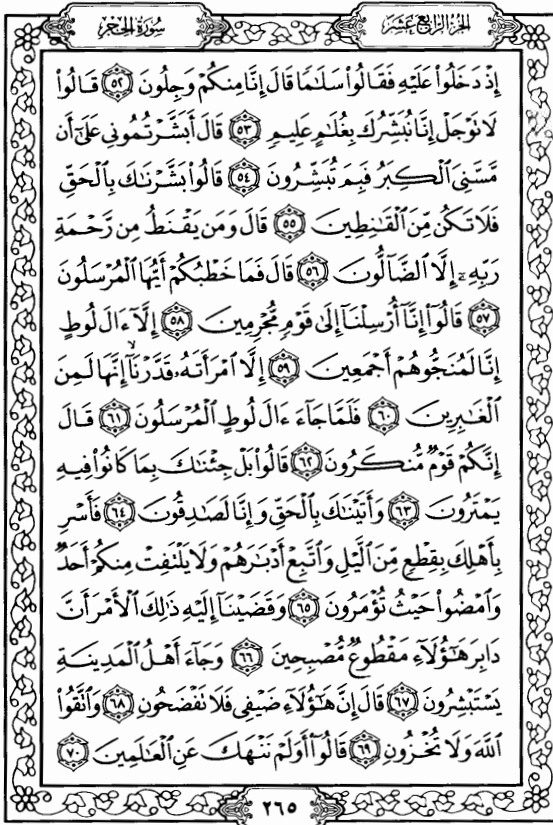 الجزء الرابع عشر
سورة الحجر
إِذْ دَخَلُوا۟ عَلَيْهِ فَقَالُوا۟ سَلَٰمًا قَالَ إِنَّا مِنكُمْ وَجِلُونَ ﴿٥٢﴾ قَالُوا۟
لَا تَوْجَلْ إِنَّا نُبَشِّرُكَ بِغُلَٰمٍ عَلِيمٍ ﴿٥٣﴾ قَالَ أَبَشَّرْتُمُونِى عَلَىٰٓ أَن
مَّسَّنِىَ ٱلْكِبَرُ فَبِمَ تُبَشِّرُونَ ﴿٥٤﴾ قَالُوا۟ بَشَّرْنَٰكَ بِٱلْحَقِّ
فَلَا تَكُن مِّنَ ٱلْقَٰنِطِينَ ﴿٥٥﴾ قَالَ وَمَن يَقْنَطُ مِن رَّحْمَةِ
رَبِّهِۦٓ إِلَّا ٱلضَّآلُّونَ ﴿٥٦﴾ قَالَ فَمَا خَطْبُكُمْ أَيُّهَا ٱلْمُرْسَلُونَ
﴿٥٧﴾ قَالُوٓا۟ إِنَّآ أُرْسِلْنَآ إِلَىٰ قَوْمٍ مُّجْرِمِينَ ﴿٥٨﴾ إِلَّآ ءَالَ لُوطٍ
إِنَّا لَمُنَجُّوهُمْ أَجْمَعِينَ ﴿٥٩﴾ إِلَّا ٱمْرَأَتَهُۥ قَدَّرْنَآ إِنَّهَا لَمِنَ
ٱلْغَٰبِرِينَ ﴿٦٠﴾ فَلَمَّا جَآءَ ءَالَ لُوطٍ ٱلْمُرْسَلُونَ ﴿٦١﴾ قَالَ
إِنَّكُمْ قَوْمٌ مُّنكَرُونَ ﴿٦٢﴾ قَالُوا۟ بَلْ جِئْنَٰكَ بِمَا كَانُوا۟ فِيهِ
يَمْتَرُونَ ﴿٦٣﴾ وَأَتَيْنَٰكَ بِٱلْحَقِّ وَإِنَّا لَصَٰدِقُونَ ﴿٦٤﴾ فَأَسْرِ
بِأَهْلِكَ بِقِطْعٍ مِّنَ ٱلَّيْلِ وَٱتَّبِعْ أَدْبَٰرَهُمْ وَلَا يَلْتَفِتْ مِنكُمْ أَحَدٌ
وَٱمْضُوا۟ حَيْثُ تُؤْمَرُونَ ﴿٦٥﴾ وَقَضَيْنَآ إِلَيْهِ ذَٰلِكَ ٱلْأَمْرَ أَنَّ
دَابِرَ هَٰٓؤُلَآءِ مَقْطُوعٌ مُّصْبِحِينَ ﴿٦٦﴾ وَجَآءَ أَهْلُ ٱلْمَدِينَةِ
يَسْتَبْشِرُونَ ﴿٦٧﴾ قَالَ إِنَّ هَٰٓؤُلَآءِ ضَيْفِى فَلَا تَفْضَحُونِ ﴿٦٨﴾ وَٱتَّقُوا۟
ٱللَّهَ وَلَا تُخْزُونِ ﴿٦٩﴾ قَالُوٓا۟ أَوَلَمْ نَنْهَكَ عَنِ ٱلْعَٰلَمِينَ ﴿٧٠﴾
٢٦٥